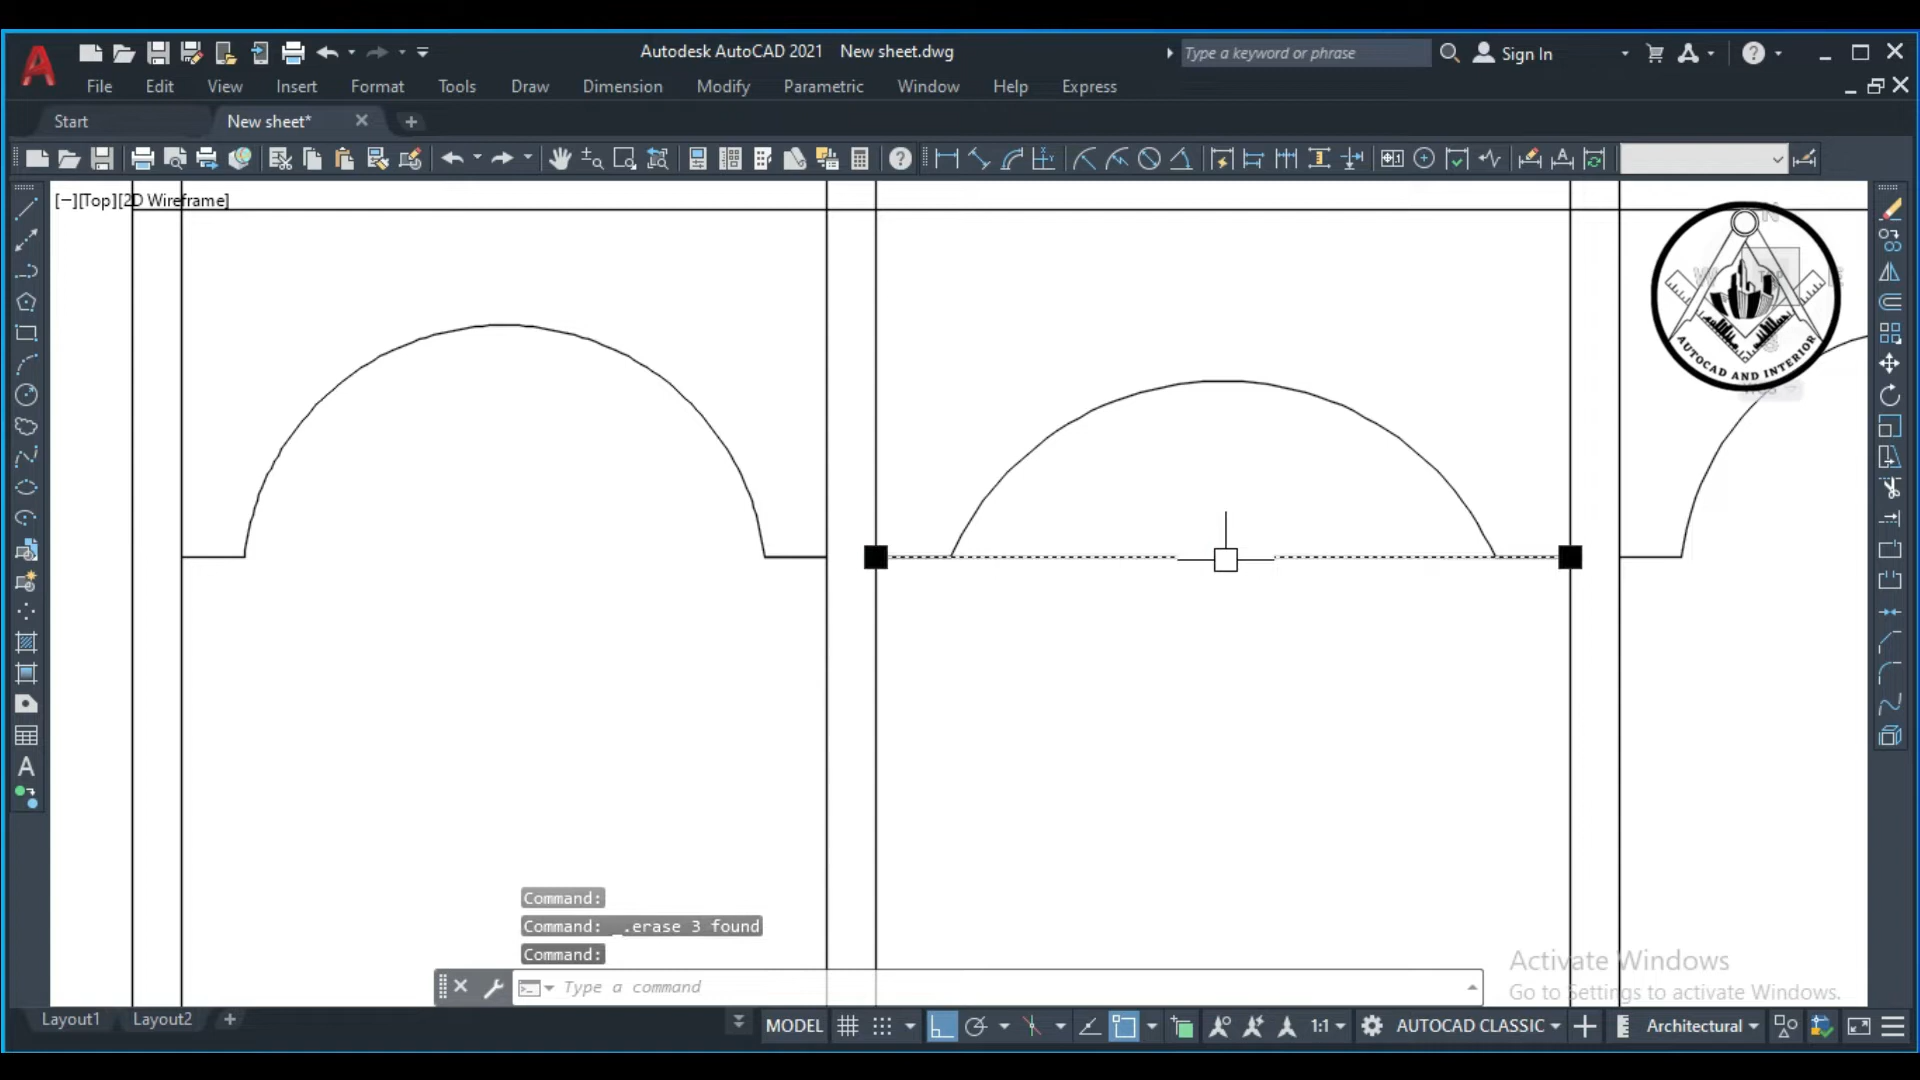 Autodesk AutoCAD 2021 New sheet.dwg
Type a keyword or phrase
Sign In
File Edit View Insert Format Tools Draw Dimension Modify Parametric Window Help Express
Start New sheet*
[−][Top][2D Wireframe]
AUTOCAD AND INTERIOR
Command:
Command: _.erase 3 found
Command:
Type a command
Activate Windows
Go to Settings to activate Windows.
Layout1 Layout2
MODEL 1:1 AUTOCAD CLASSIC Architectural